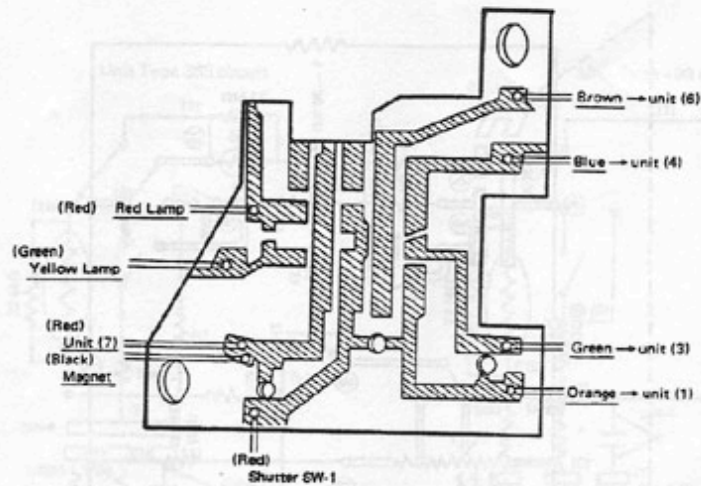 Brown → unit (6)
Blue → unit (4)
(Red) Red Lamp
(Green)
Yellow Lamp
(Red)
Unit (7)
(Black)
Magnet
Green → unit (3)
Orange → unit (1)
(Red)
Shutter SW-1